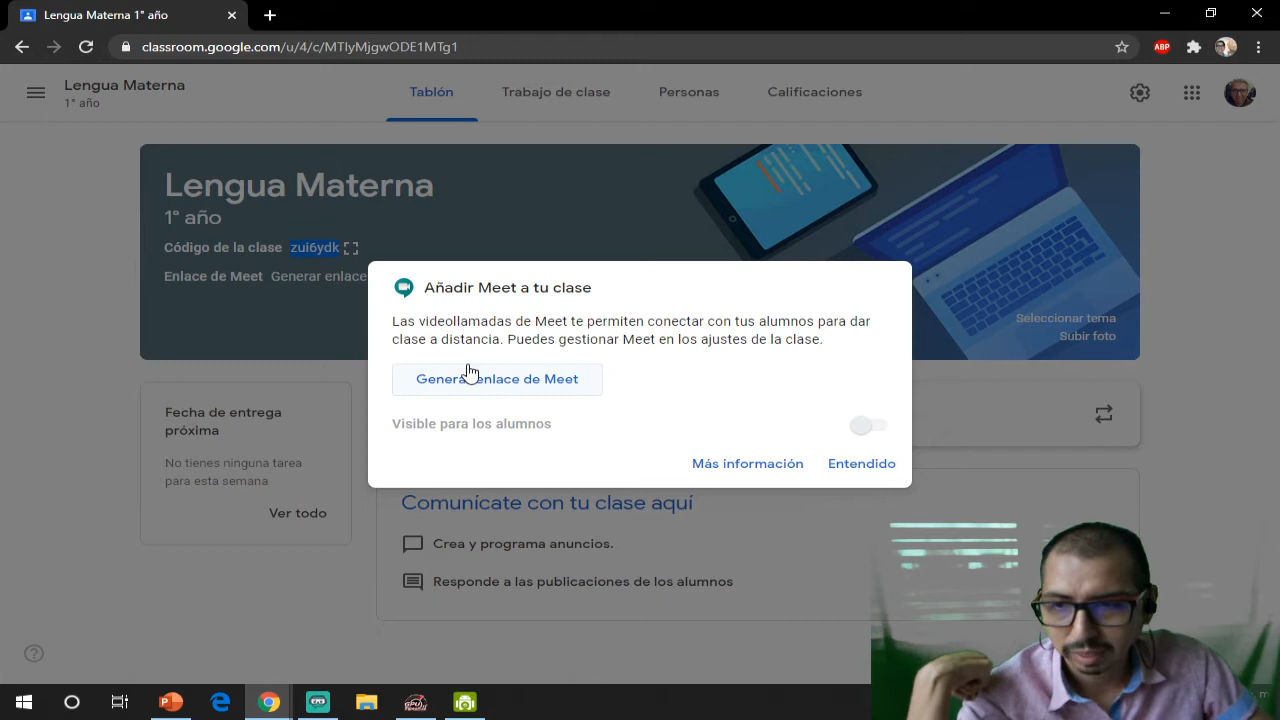 Lengua Materna 1° año
classroom.google.com/u/4/c/MTIyMjgwODE1MTg1
ABP
Lengua Materna
1° año
Tablón
Trabajo de clase
Personas
Calificaciones
Lengua Materna
1° año
Código de la clase zui6ydk
Enlace de Meet Generar enlace
Seleccionar tema
Subir foto
Añadir Meet a tu clase
Las videollamadas de Meet te permiten conectar con tus alumnos para dar
clase a distancia. Puedes gestionar Meet en los ajustes de la clase.
Generar enlace de Meet
Visible para los alumnos
Más información
Entendido
Fecha de entrega
próxima
No tienes ninguna tarea
para esta semana
Ver todo
Comunícate con tu clase aquí
Crea y programa anuncios.
Responde a las publicaciones de los alumnos